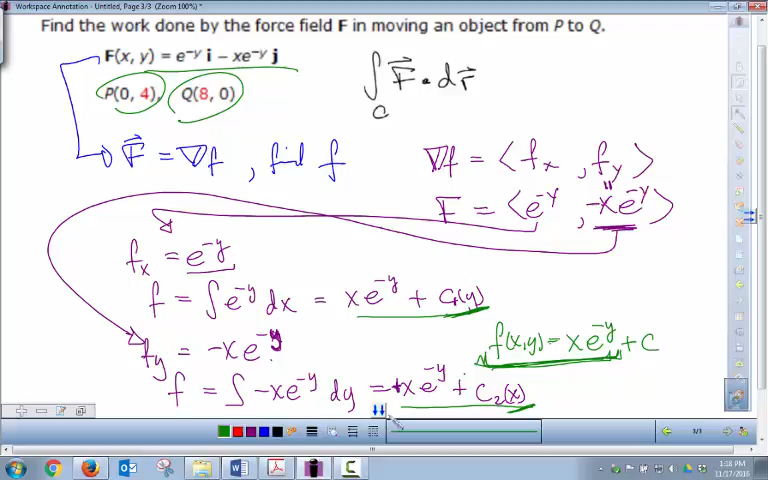 Workspace Annotation - Untitled, Page 3/3 (Zoom 100%) *
Find the work done by the force field F in moving an object from P to Q.
F(x, y) = e^{-y} i – xe^{-y} j
P(0, 4), Q(8, 0)
∫_C F⃗ • dr⃗
F⃗ = ∇f , find f
∇f = ⟨ f_x , f_y ⟩
F = ⟨ e^{-y} , -xe^{-y} ⟩
f_x = e^{-y}
f = ∫ e^{-y} dx = xe^{-y} + C_1(y)
f_y = -xe^{-y}
f(x,y) = xe^{-y} + C
f = ∫ -xe^{-y} dy = +xe^{-y} + C_2(x)
3/3
1:38 PM
11/17/2016